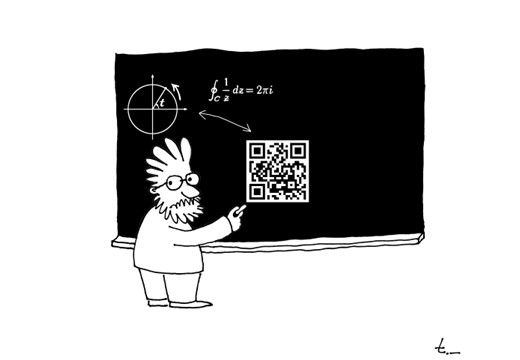 t
∮_C 1/z dz = 2πi
t._